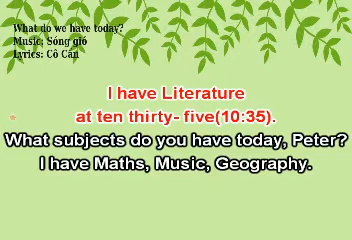 What do we have today?
Music: Sóng gió
Lyrics: Cô Cẩn
I have Literature
at ten thirty- five(10:35).
What subjects do you have today, Peter?
I have Maths, Music, Geography.